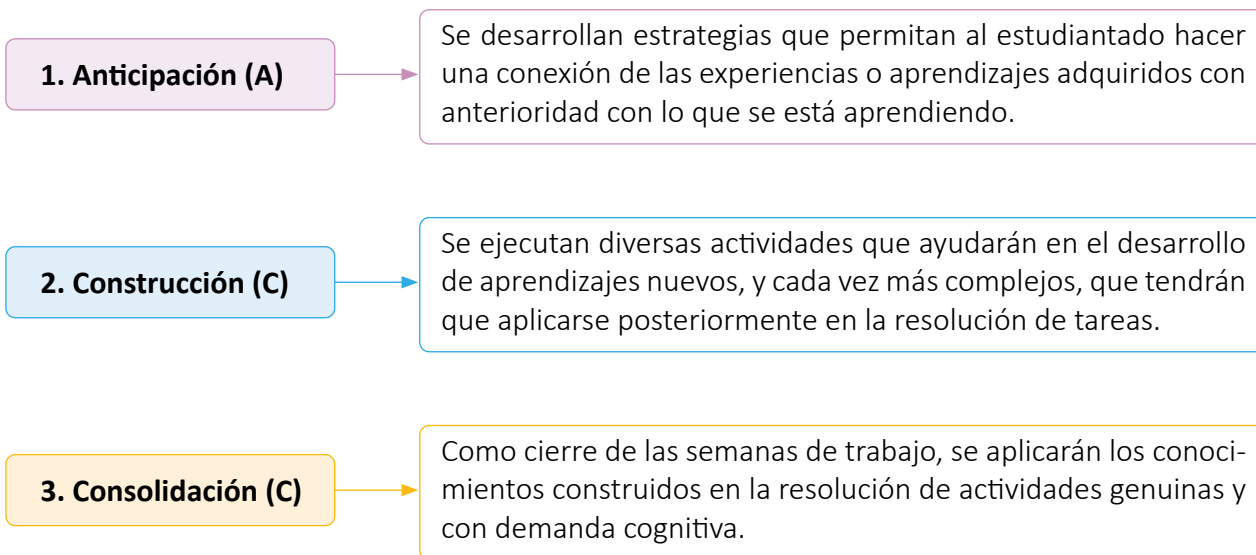 1. Anticipación (A)
Se desarrollan estrategias que permitan al estudiantado hacer
una conexión de las experiencias o aprendizajes adquiridos con
anterioridad con lo que se está aprendiendo.
2. Construcción (C)
Se ejecutan diversas actividades que ayudarán en el desarrollo
de aprendizajes nuevos, y cada vez más complejos, que tendrán
que aplicarse posteriormente en la resolución de tareas.
3. Consolidación (C)
Como cierre de las semanas de trabajo, se aplicarán los conoci-
mientos construidos en la resolución de actividades genuinas y
con demanda cognitiva.